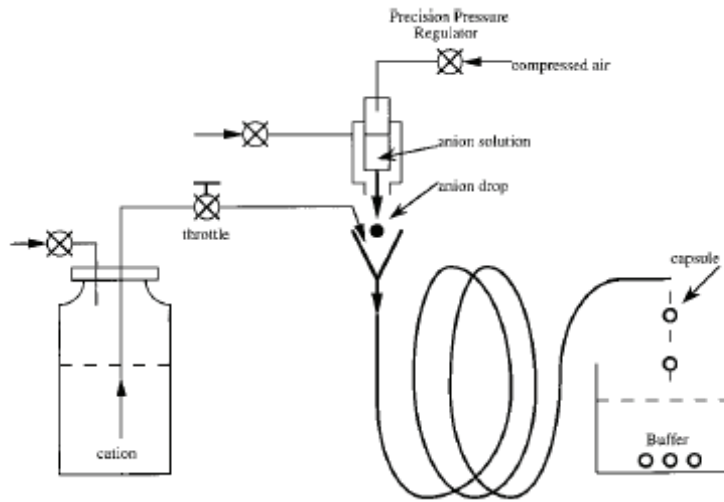 Precision Pressure
Regulator
compressed air
anion solution
anion drop
throttle
capsule
cation
Buffer